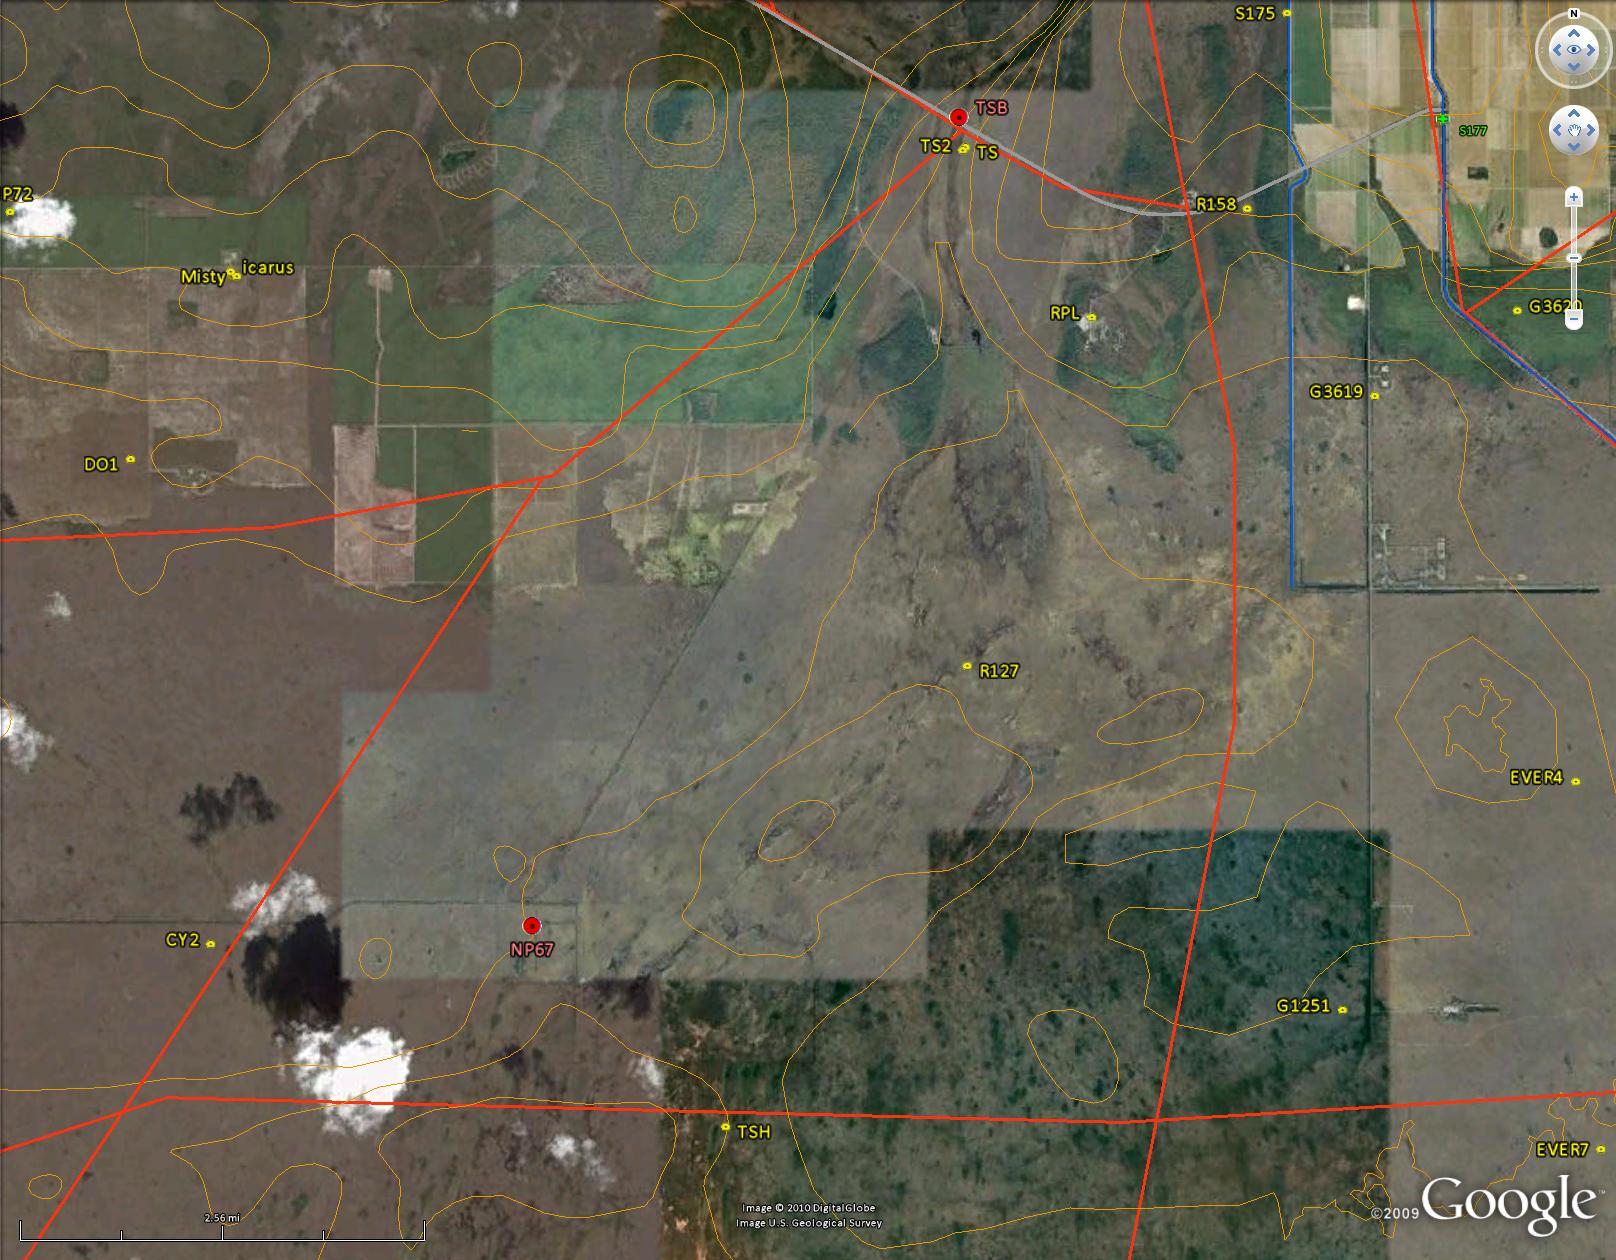 S175
N
TSB
TS2
TS
S177
P72
R158
Misty
icarus
RPL
G3620
G3619
DO1
R127
EVER4
CY2
NP67
G1251
TSH
EVER7
2.56 mi
Image © 2010 DigitalGlobe
Image U.S. Geological Survey
©2009 Google™